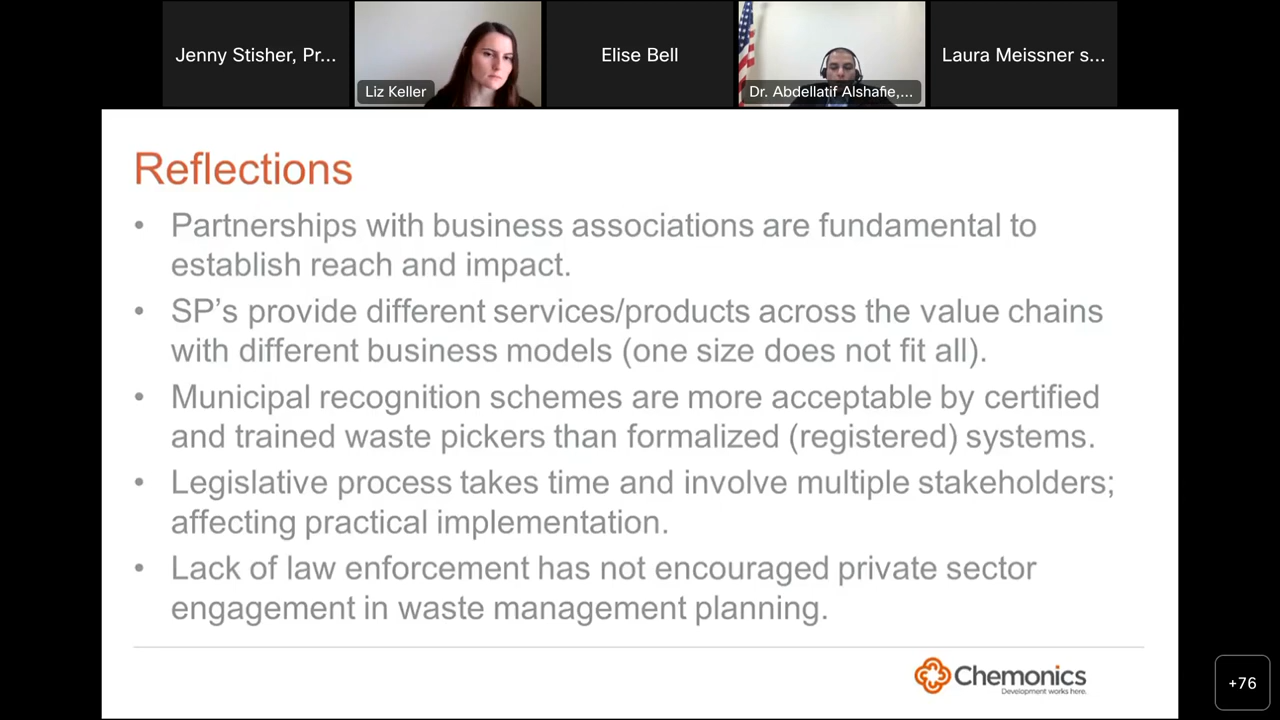 Jenny Stisher, Pr...
Liz Keller
Elise Bell
Dr. Abdellatif Alshafie,...
Laura Meissner s...
Reflections
• Partnerships with business associations are fundamental to
establish reach and impact.
• SP’s provide different services/products across the value chains
with different business models (one size does not fit all).
• Municipal recognition schemes are more acceptable by certified
and trained waste pickers than formalized (registered) systems.
• Legislative process takes time and involve multiple stakeholders;
affecting practical implementation.
• Lack of law enforcement has not encouraged private sector
engagement in waste management planning.
Chemonics
Development works here.
+76